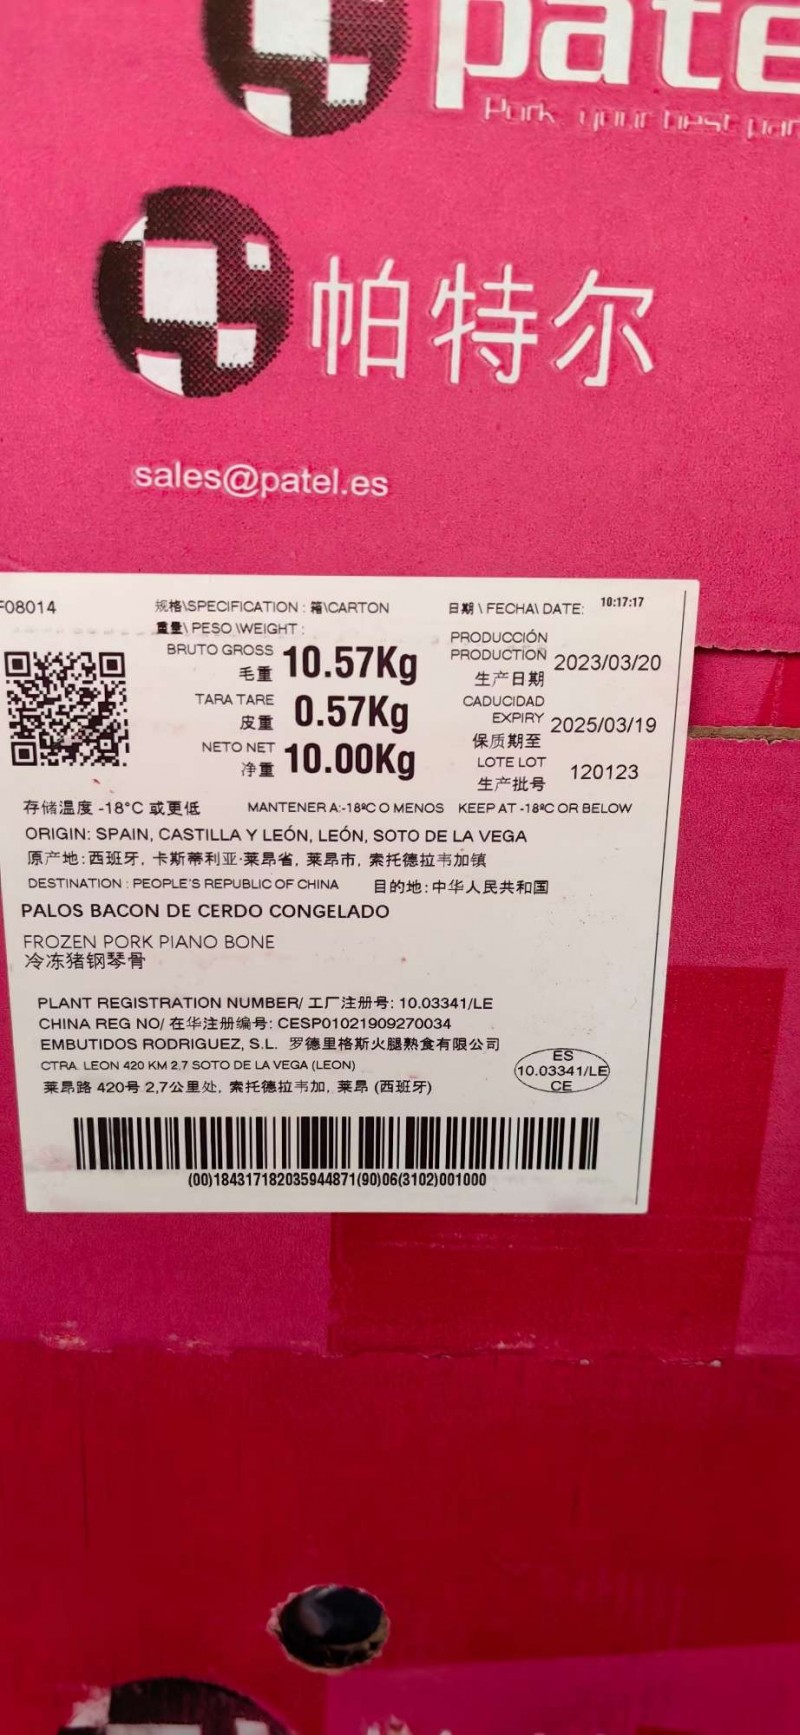 pate
Pork, your best par
帕特尔
sales@patel.es
F08014
规格\SPECIFICATION : 箱\CARTON
日期 \ FECHA\ DATE: 10:17:17
重量\ PESO \WEIGHT :
BRUTO GROSS 10.57Kg
毛重
TARA TARE 0.57Kg
皮重
NETO NET 10.00Kg
净重
PRODUCCIÓN
PRODUCTION 2023/03/20
生产日期
CADUCIDAD
EXPIRY 2025/03/19
保质期至
LOTE LOT 120123
生产批号
存储温度 -18°C 或更低 MANTENER A:-18ºC O MENOS KEEP AT -18ºC OR BELOW
ORIGIN: SPAIN, CASTILLA Y LEÓN, LEÓN, SOTO DE LA VEGA
原产地: 西班牙, 卡斯蒂利亚·莱昂省, 莱昂市, 索托德拉韦加镇
DESTINATION : PEOPLE'S REPUBLIC OF CHINA 目的地: 中华人民共和国
PALOS BACON DE CERDO CONGELADO
FROZEN PORK PIANO BONE
冷冻猪钢琴骨
PLANT REGISTRATION NUMBER/ 工厂注册号: 10.03341/LE
CHINA REG NO/ 在华注册编号: CESP01021909270034
EMBUTIDOS RODRIGUEZ, S.L. 罗德里格斯火腿熟食有限公司
CTRA. LEON 420 KM 2,7 SOTO DE LA VEGA (LEON)
莱昂路 420号 2,7公里处, 索托德拉韦加, 莱昂 (西班牙)
ES
10.03341/LE
CE
(00)184317182035944871(90)06(3102)001000